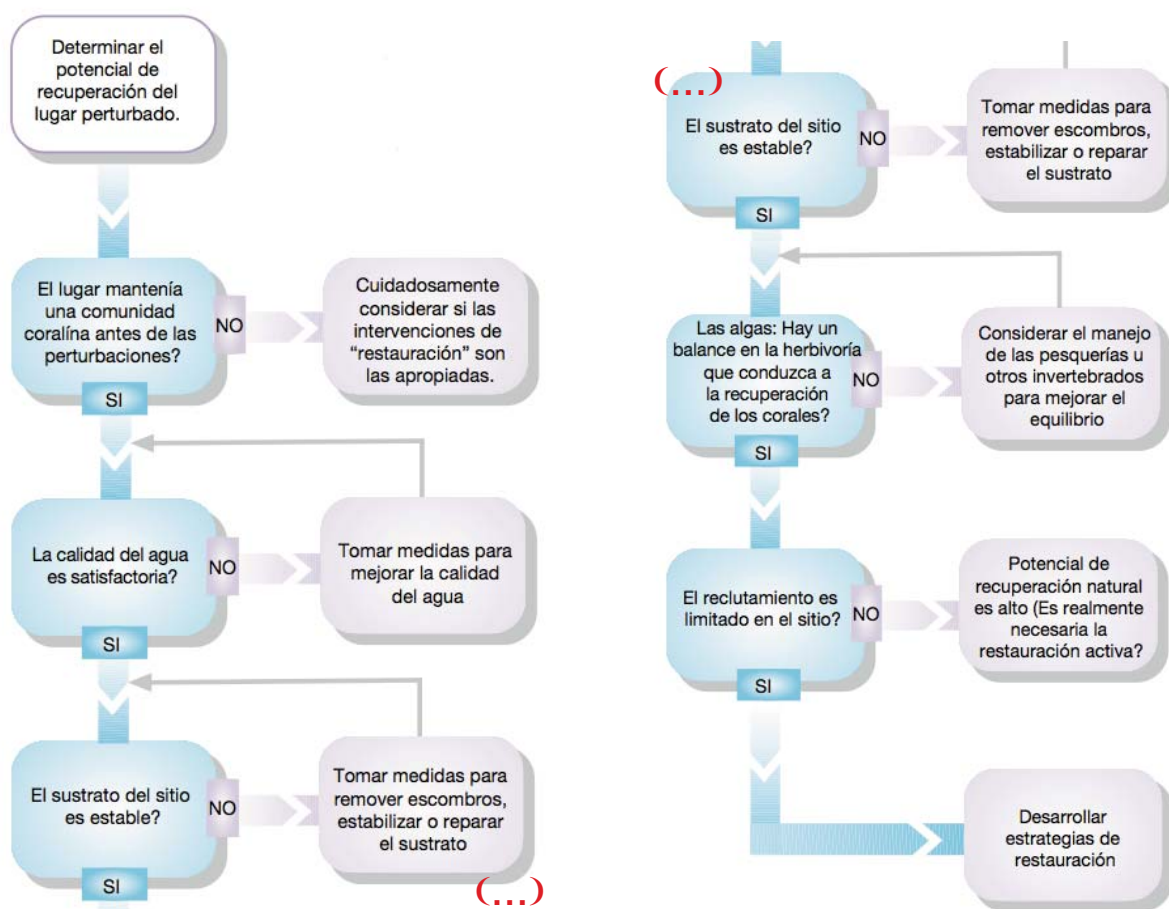 Determinar el
potencial de
recuperación del
lugar perturbado.
El lugar mantenía
una comunidad
coralína antes de las
perturbaciones?
NO
Cuidadosamente
considerar si las
intervenciones de
“restauración” son
las apropiadas.
SI
La calidad del agua
es satisfactoria?
NO
Tomar medidas para
mejorar la calidad
del agua
SI
El sustrato del sitio
es estable?
NO
Tomar medidas para
remover escombros,
estabilizar o reparar
el sustrato
SI
(...)
(...)
El sustrato del sitio
es estable?
NO
Tomar medidas para
remover escombros,
estabilizar o reparar
el sustrato
SI
Las algas: Hay un
balance en la herbivoría
que conduzca a
la recuperación
de los corales?
NO
Considerar el manejo
de las pesquerías u
otros invertebrados
para mejorar el
equilibrio
SI
El reclutamiento es
limitado en el sitio?
NO
Potencial de
recuperación natural
es alto (Es realmente
necesaria la
restauración activa?
SI
Desarrollar
estrategias de
restauración